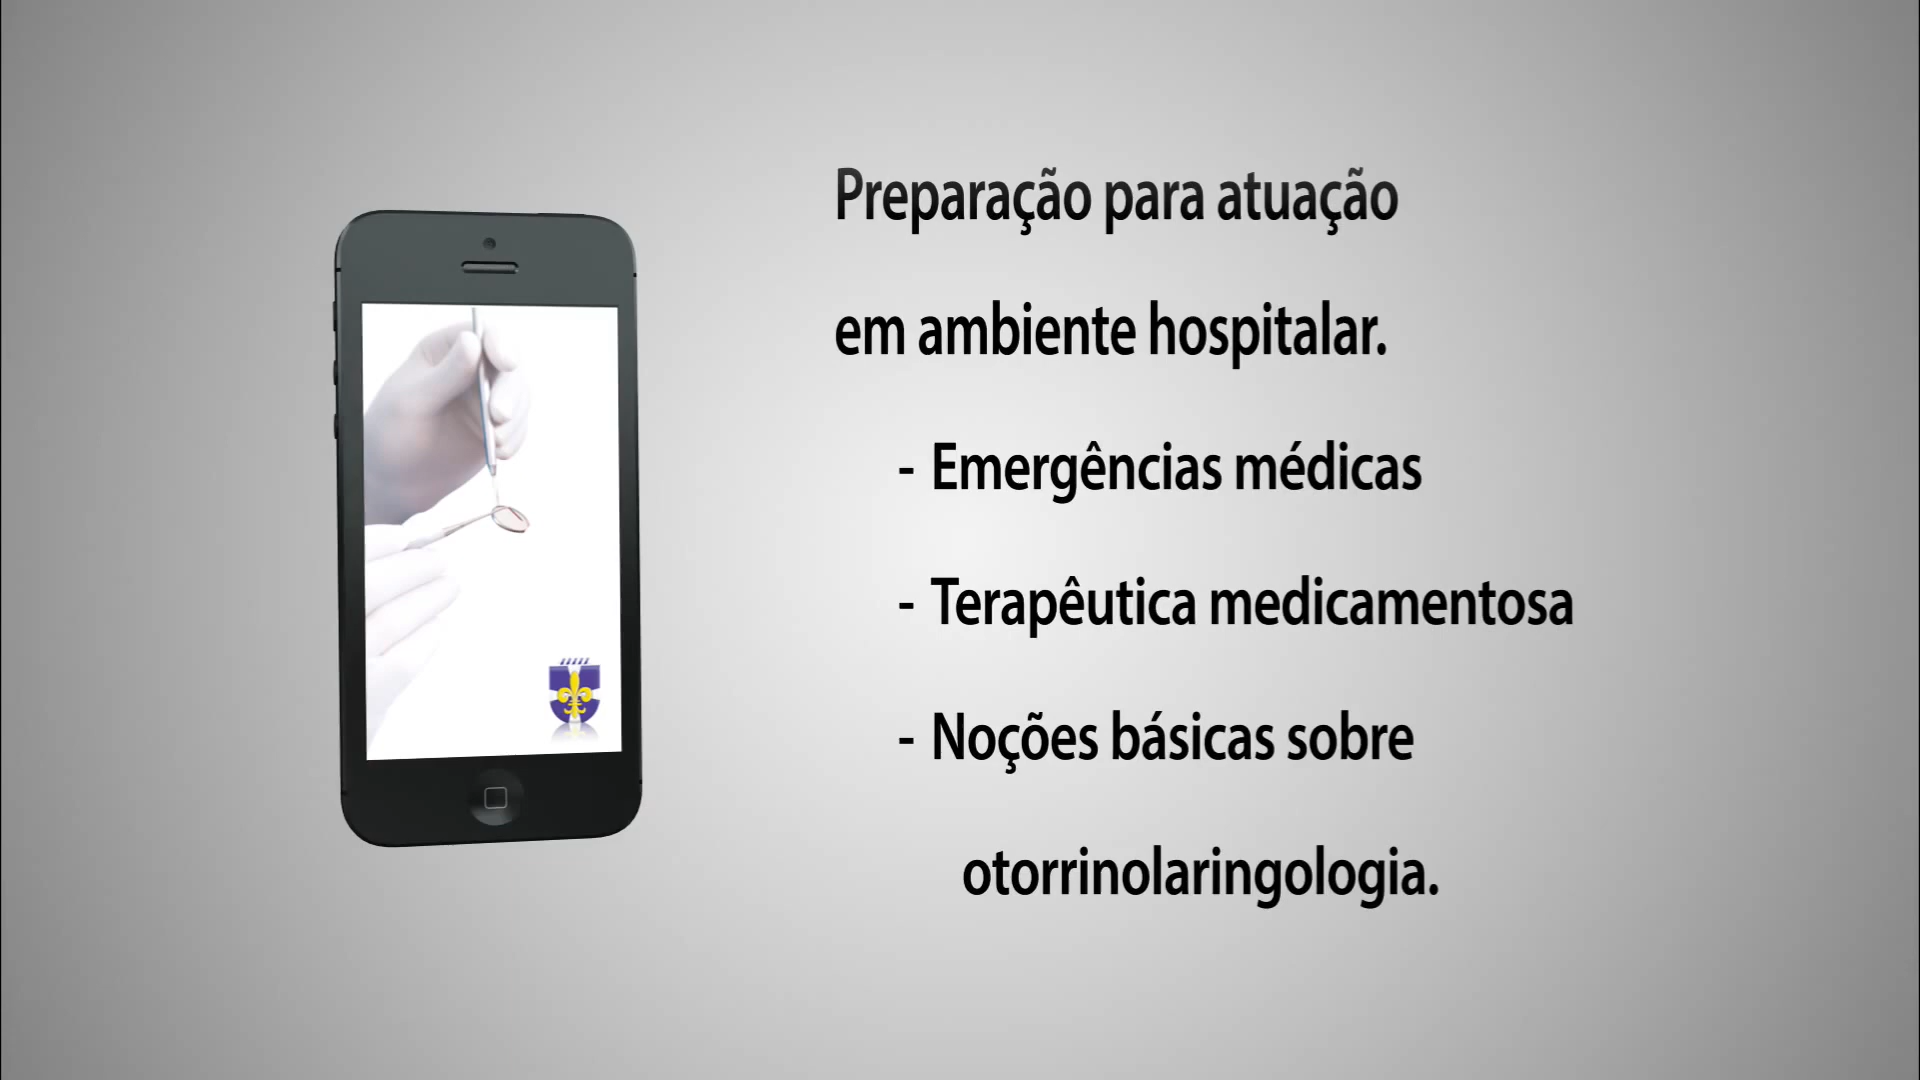 Preparação para atuação
em ambiente hospitalar.
- Emergências médicas
- Terapêutica medicamentosa
- Noções básicas sobre
otorrinolaringologia.